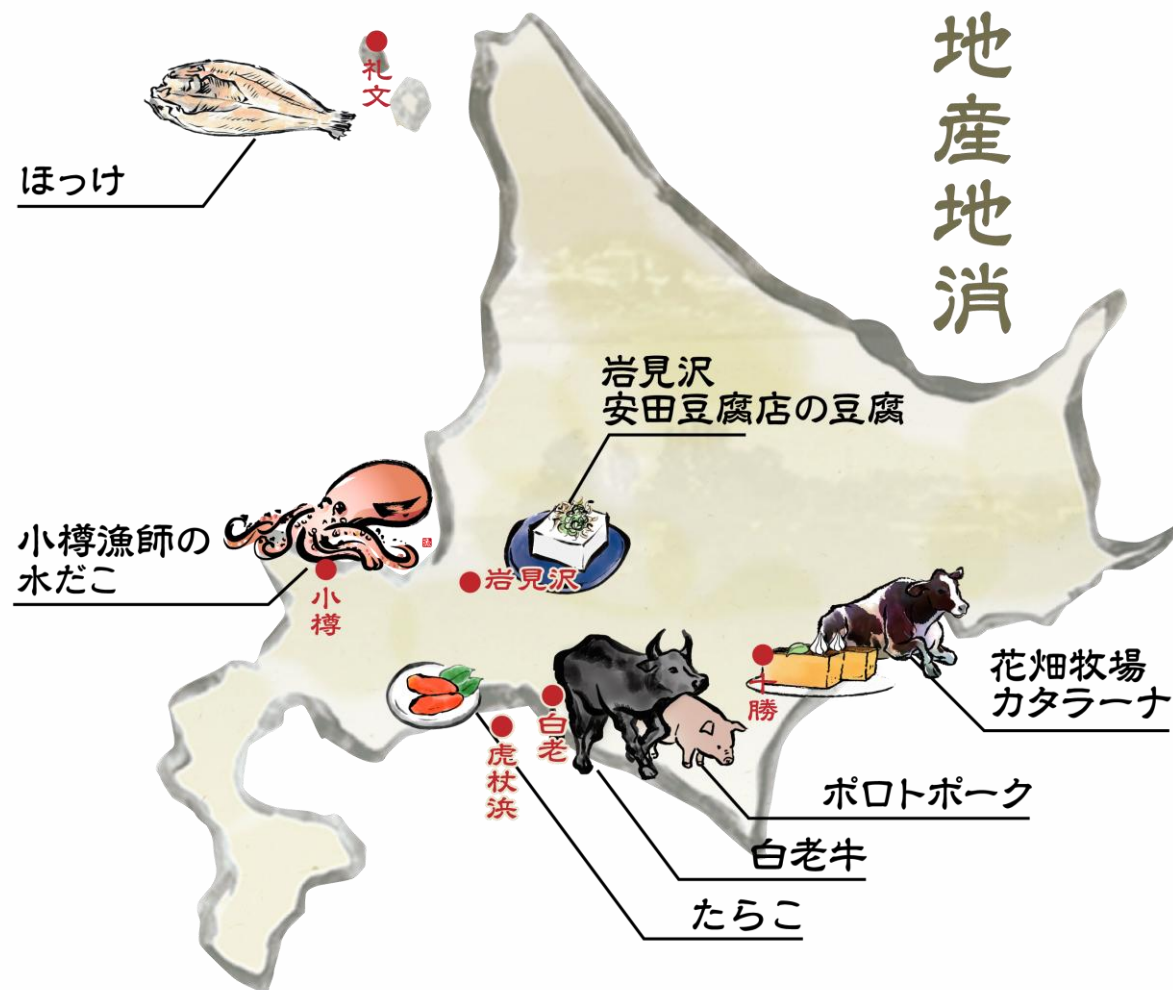 地産地消
礼文
ほっけ
岩見沢
安田豆腐店の豆腐
小樽漁師の
水だこ
小樽
岩見沢
十勝
花畑牧場
カタラーナ
白老
虎杖浜
ポロトポーク
白老牛
たらこ